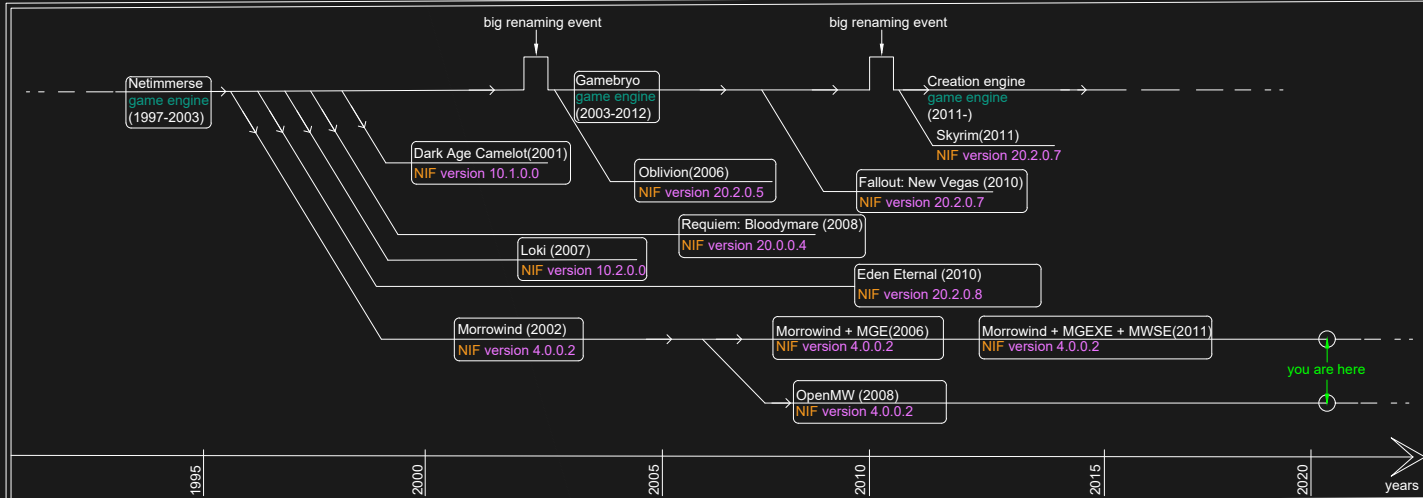 big renaming event
big renaming event
Netimmerse
game engine
(1997-2003)
Gamebryo
game engine
(2003-2012)
Creation engine
game engine
(2011-)
Skyrim(2011)
NIF version 20.2.0.7
Dark Age Camelot(2001)
NIF version 10.1.0.0
Oblivion(2006)
NIF version 20.2.0.5
Fallout: New Vegas (2010)
NIF version 20.2.0.7
Requiem: Bloodymare (2008)
NIF version 20.0.0.4
Loki (2007)
NIF version 10.2.0.0
Eden Eternal (2010)
NIF version 20.2.0.8
Morrowind (2002)
NIF version 4.0.0.2
Morrowind + MGE(2006)
NIF version 4.0.0.2
Morrowind + MGEXE + MWSE(2011)
NIF version 4.0.0.2
you are here
OpenMW (2008)
NIF version 4.0.0.2
1995
2000
2005
2010
2015
2020
years